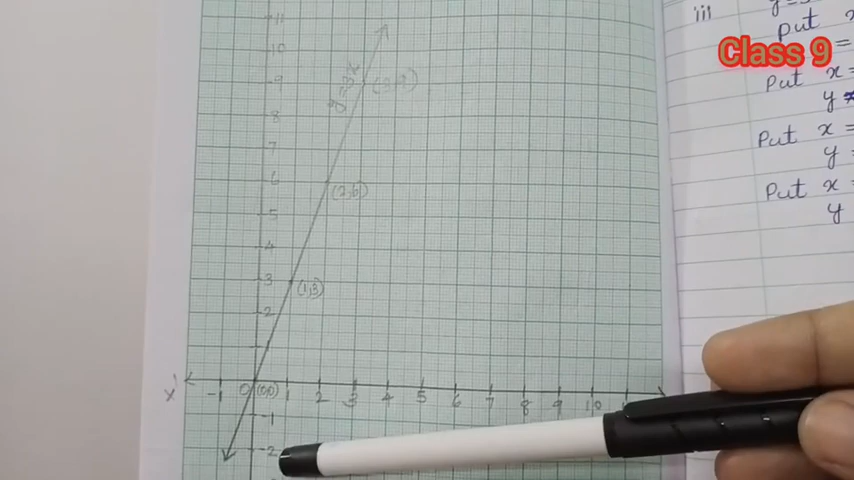 11
10
9
8
7
6
5
4
3
2
y=3x
(3,9)
(2,6)
(1,3)
X'
-1 0 (0,0) 1 2 3 4 5 6 7 8 9 10 11
-1
-2
iii
Put x
=
Class 9
Put x =
y
Put x =
y =
Put x =
y